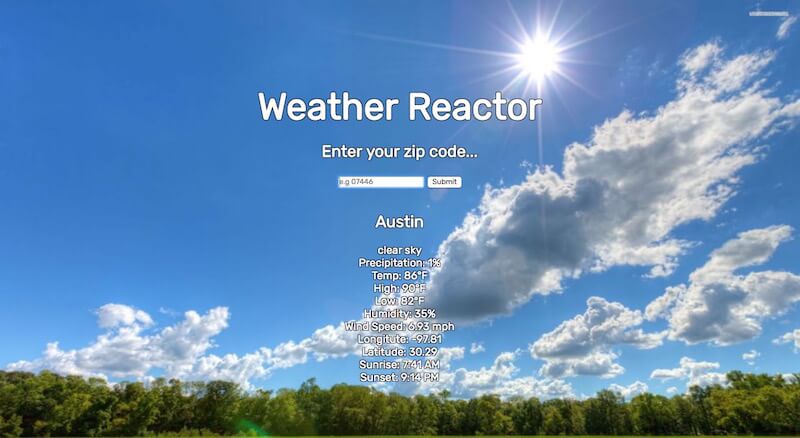 Weather Reactor
Enter your zip code...
e.g 07446 Submit
Austin
clear sky
Precipitation: 1%
Temp: 86°F
High: 90°F
Low: 82°F
Humidity: 35%
Wind Speed: 6.93 mph
Longitute: -97.81
Latitude: 30.29
Sunrise: 7:41 AM
Sunset: 9:14 PM